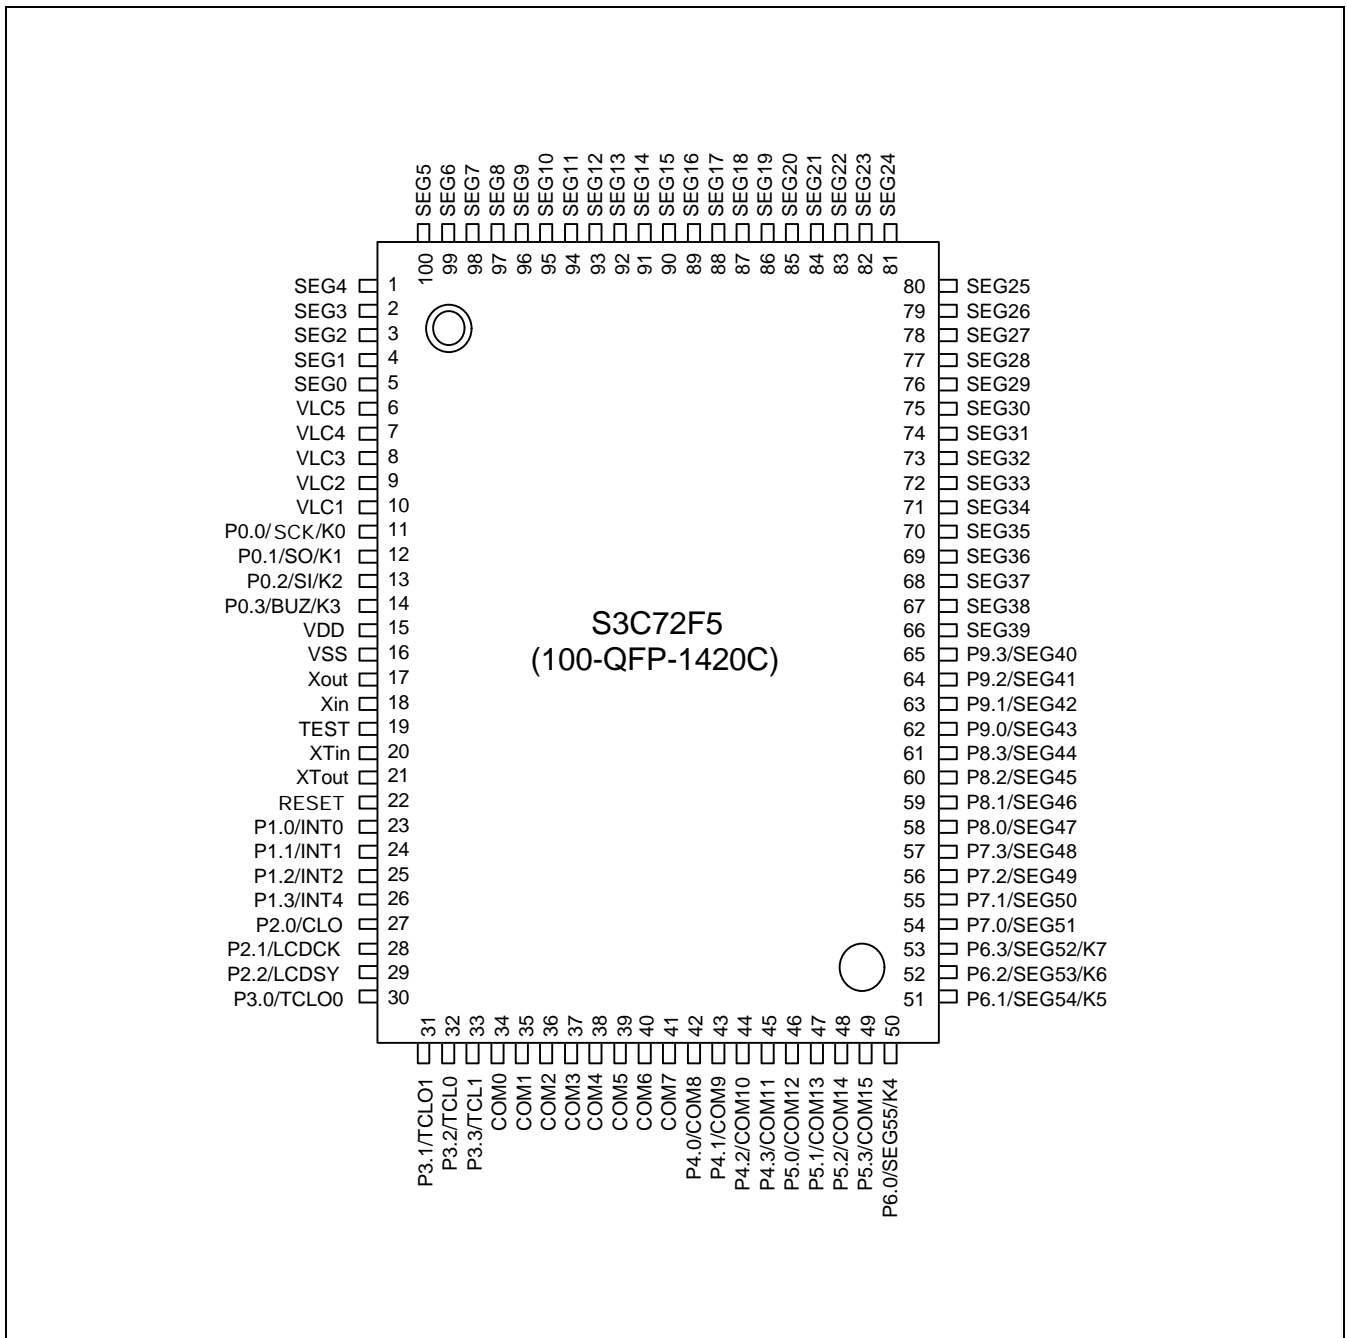 SEG5
SEG6
SEG7
SEG8
SEG9
SEG10
SEG11
SEG12
SEG13
SEG14
SEG15
SEG16
SEG17
SEG18
SEG19
SEG20
SEG21
SEG22
SEG23
SEG24
100
99
98
97
96
95
94
93
92
91
90
89
88
87
86
85
84
83
82
81
SEG4 1
SEG3 2
SEG2 3
SEG1 4
SEG0 5
VLC5 6
VLC4 7
VLC3 8
VLC2 9
VLC1 10
P0.0/SCK/K0 11
P0.1/SO/K1 12
P0.2/SI/K2 13
P0.3/BUZ/K3 14
VDD 15
VSS 16
Xout 17
Xin 18
TEST 19
XTin 20
XTout 21
RESET 22
P1.0/INT0 23
P1.1/INT1 24
P1.2/INT2 25
P1.3/INT4 26
P2.0/CLO 27
P2.1/LCDCK 28
P2.2/LCDSY 29
P3.0/TCLO0 30
S3C72F5
(100-QFP-1420C)
80 SEG25
79 SEG26
78 SEG27
77 SEG28
76 SEG29
75 SEG30
74 SEG31
73 SEG32
72 SEG33
71 SEG34
70 SEG35
69 SEG36
68 SEG37
67 SEG38
66 SEG39
65 P9.3/SEG40
64 P9.2/SEG41
63 P9.1/SEG42
62 P9.0/SEG43
61 P8.3/SEG44
60 P8.2/SEG45
59 P8.1/SEG46
58 P8.0/SEG47
57 P7.3/SEG48
56 P7.2/SEG49
55 P7.1/SEG50
54 P7.0/SEG51
53 P6.3/SEG52/K7
52 P6.2/SEG53/K6
51 P6.1/SEG54/K5
31
32
33
34
35
36
37
38
39
40
41
42
43
44
45
46
47
48
49
50
P3.1/TCLO1
P3.2/TCL0
P3.3/TCL1
COM0
COM1
COM2
COM3
COM4
COM5
COM6
COM7
P4.0/COM8
P4.1/COM9
P4.2/COM10
P4.3/COM11
P5.0/COM12
P5.1/COM13
P5.2/COM14
P5.3/COM15
P6.0/SEG55/K4